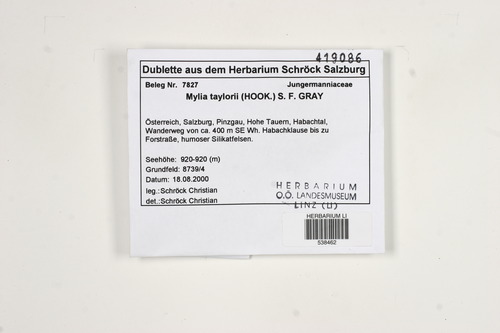 419086
Dublette aus dem Herbarium Schröck Salzburg
Beleg Nr. 7827 Jungermanniaceae
Mylia taylorii (HOOK.) S. F. GRAY
Österreich, Salzburg, Pinzgau, Hohe Tauern, Habachtal,
Wanderweg von ca. 400 m SE Wh. Habachklause bis zu
Forstraße, humoser Silikatfelsen.
Seehöhe: 920-920 (m)
Grundfeld: 8739/4
Datum: 18.08.2000
leg.:Schröck Christian
det.:Schröck Christian
HERBARIUM
O.Ö. LANDESMUSEUM
LINZ (LI)
HERBARIUM LI
538462